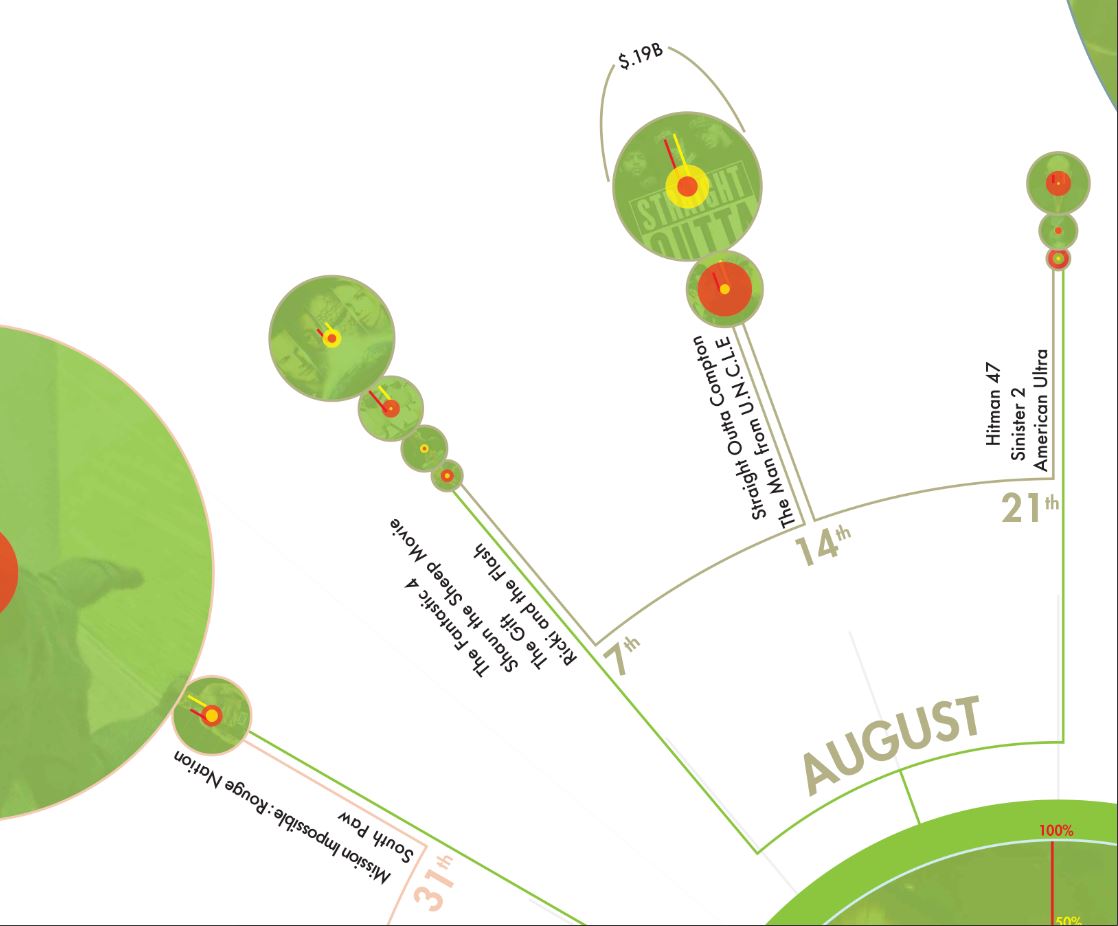 $.19B
STRAIGHT
OUTTA
Straight Outta Compton
The Man from U.N.C.L.E
14th
Hitman 47
Sinister 2
American Ultra
21th
The Fantastic 4
Shaun the Sheep Movie
The Gift
Ricki and the Flash
7th
AUGUST
Mission Impossible : Rouge Nation
South Paw
31th
100%
50%